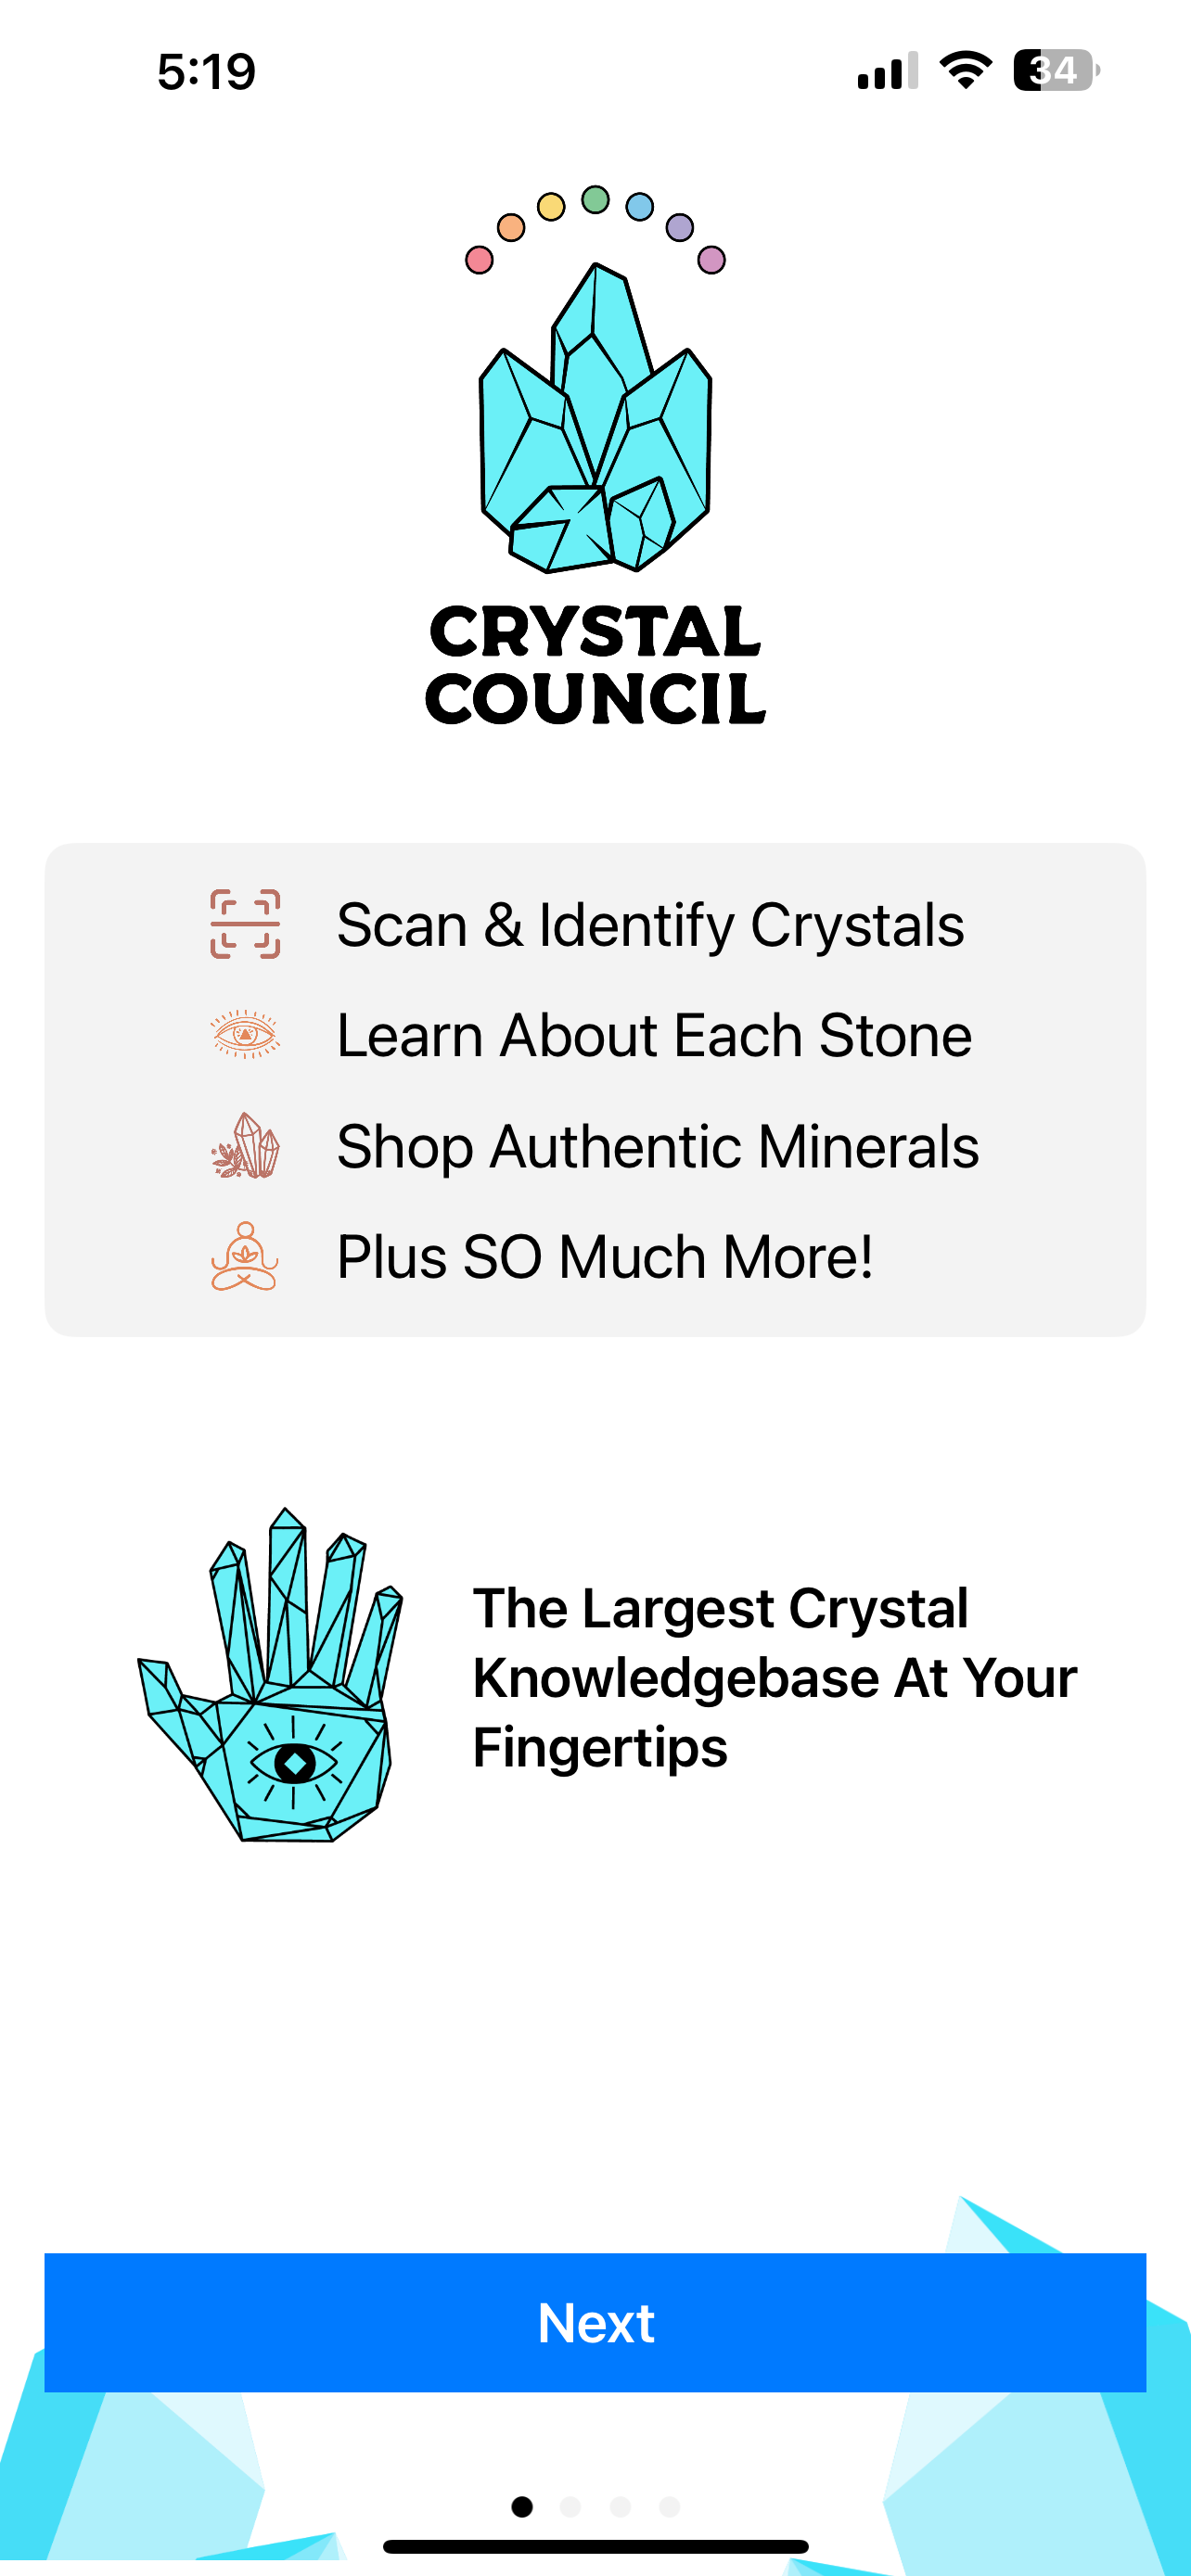 5:19
34
CRYSTAL
COUNCIL
Scan & Identify Crystals
Learn About Each Stone
Shop Authentic Minerals
Plus SO Much More!
The Largest Crystal
Knowledgebase At Your
Fingertips
Next